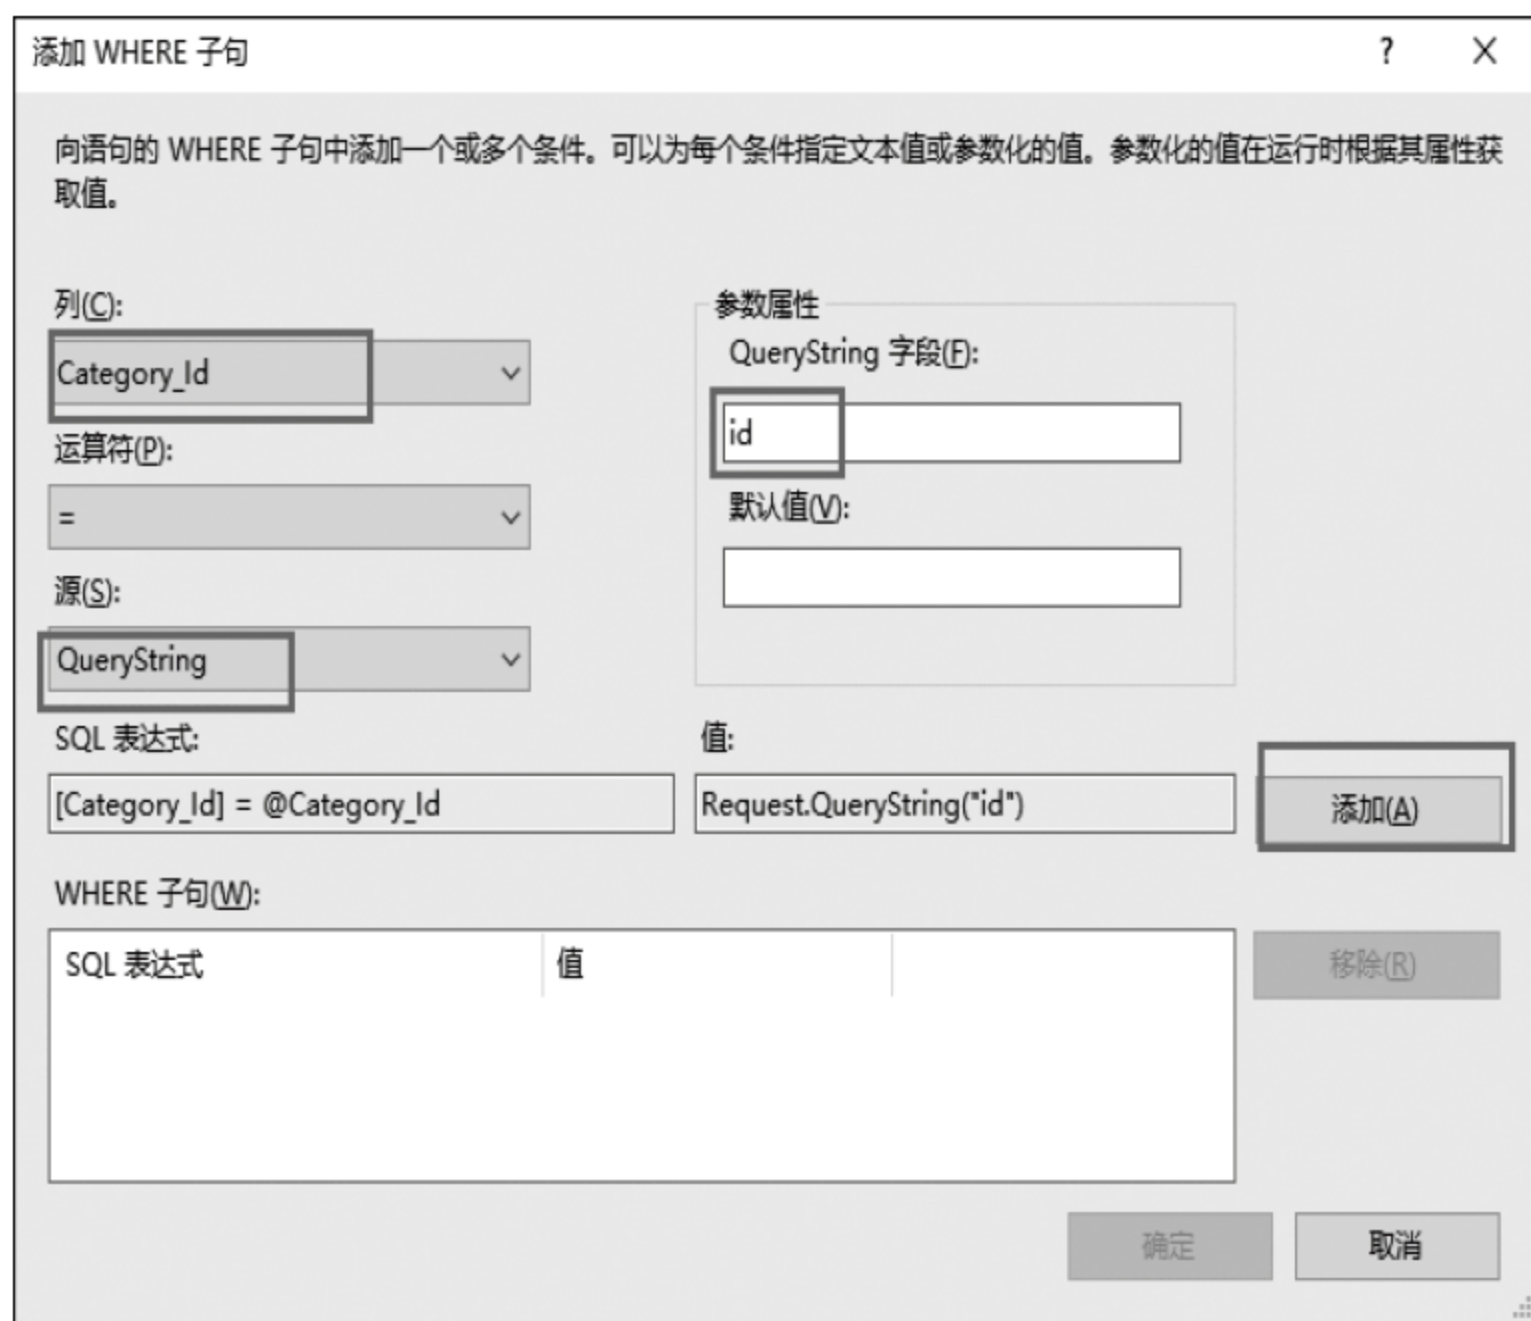 添加 WHERE 子句
向语句的 WHERE 子句中添加一个或多个条件。可以为每个条件指定文本值或参数化的值。参数化的值在运行时根据其属性获
取值。
列(C):
Category_Id
运算符(P):
=
源(S):
QueryString
参数属性
QueryString 字段(F):
id
默认值(V):
SQL 表达式:
[Category_Id] = @Category_Id
值:
Request.QueryString("id")
添加(A)
WHERE 子句(W):
SQL 表达式 值
移除(R)
确定 取消